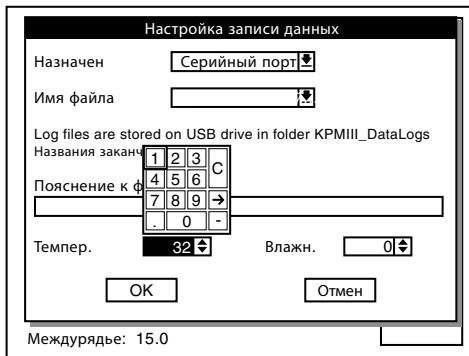 Настройка записи данных
Назначен Серийный порт
Имя файла
Log files are stored on USB drive in folder KPMIII_DataLogs
Названия заканч
1 2 3 C
Пояснение к ф 4 5 6
7 8 9 →
. 0 -
Темпер. 32 Влажн. 0
OK Отмен
Междурядье: 15.0